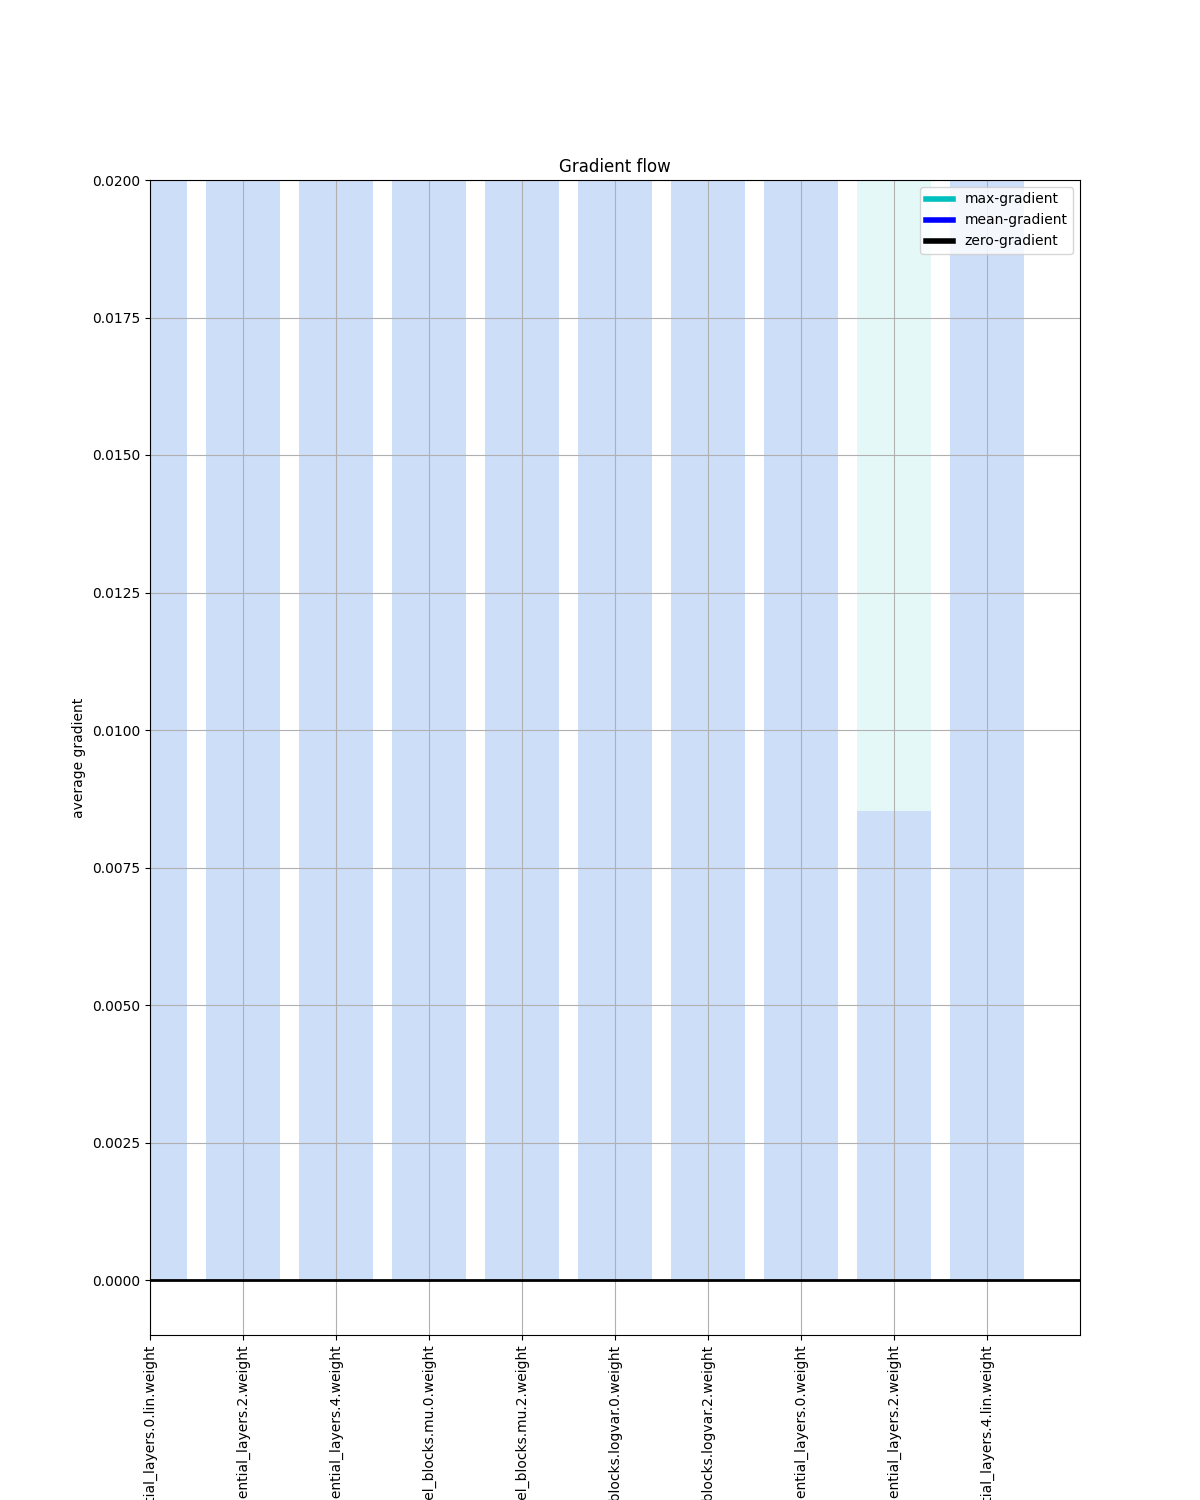 Gradient flow
max-gradient
mean-gradient
zero-gradient
0.0200
0.0175
0.0150
0.0125
0.0100
0.0075
0.0050
0.0025
0.0000
average gradient
tial_layers.0.lin.weight
ential_layers.2.weight
ential_layers.4.weight
el_blocks.mu.0.weight
el_blocks.mu.2.weight
blocks.logvar.0.weight
blocks.logvar.2.weight
ential_layers.0.weight
ential_layers.2.weight
tial_layers.4.lin.weight